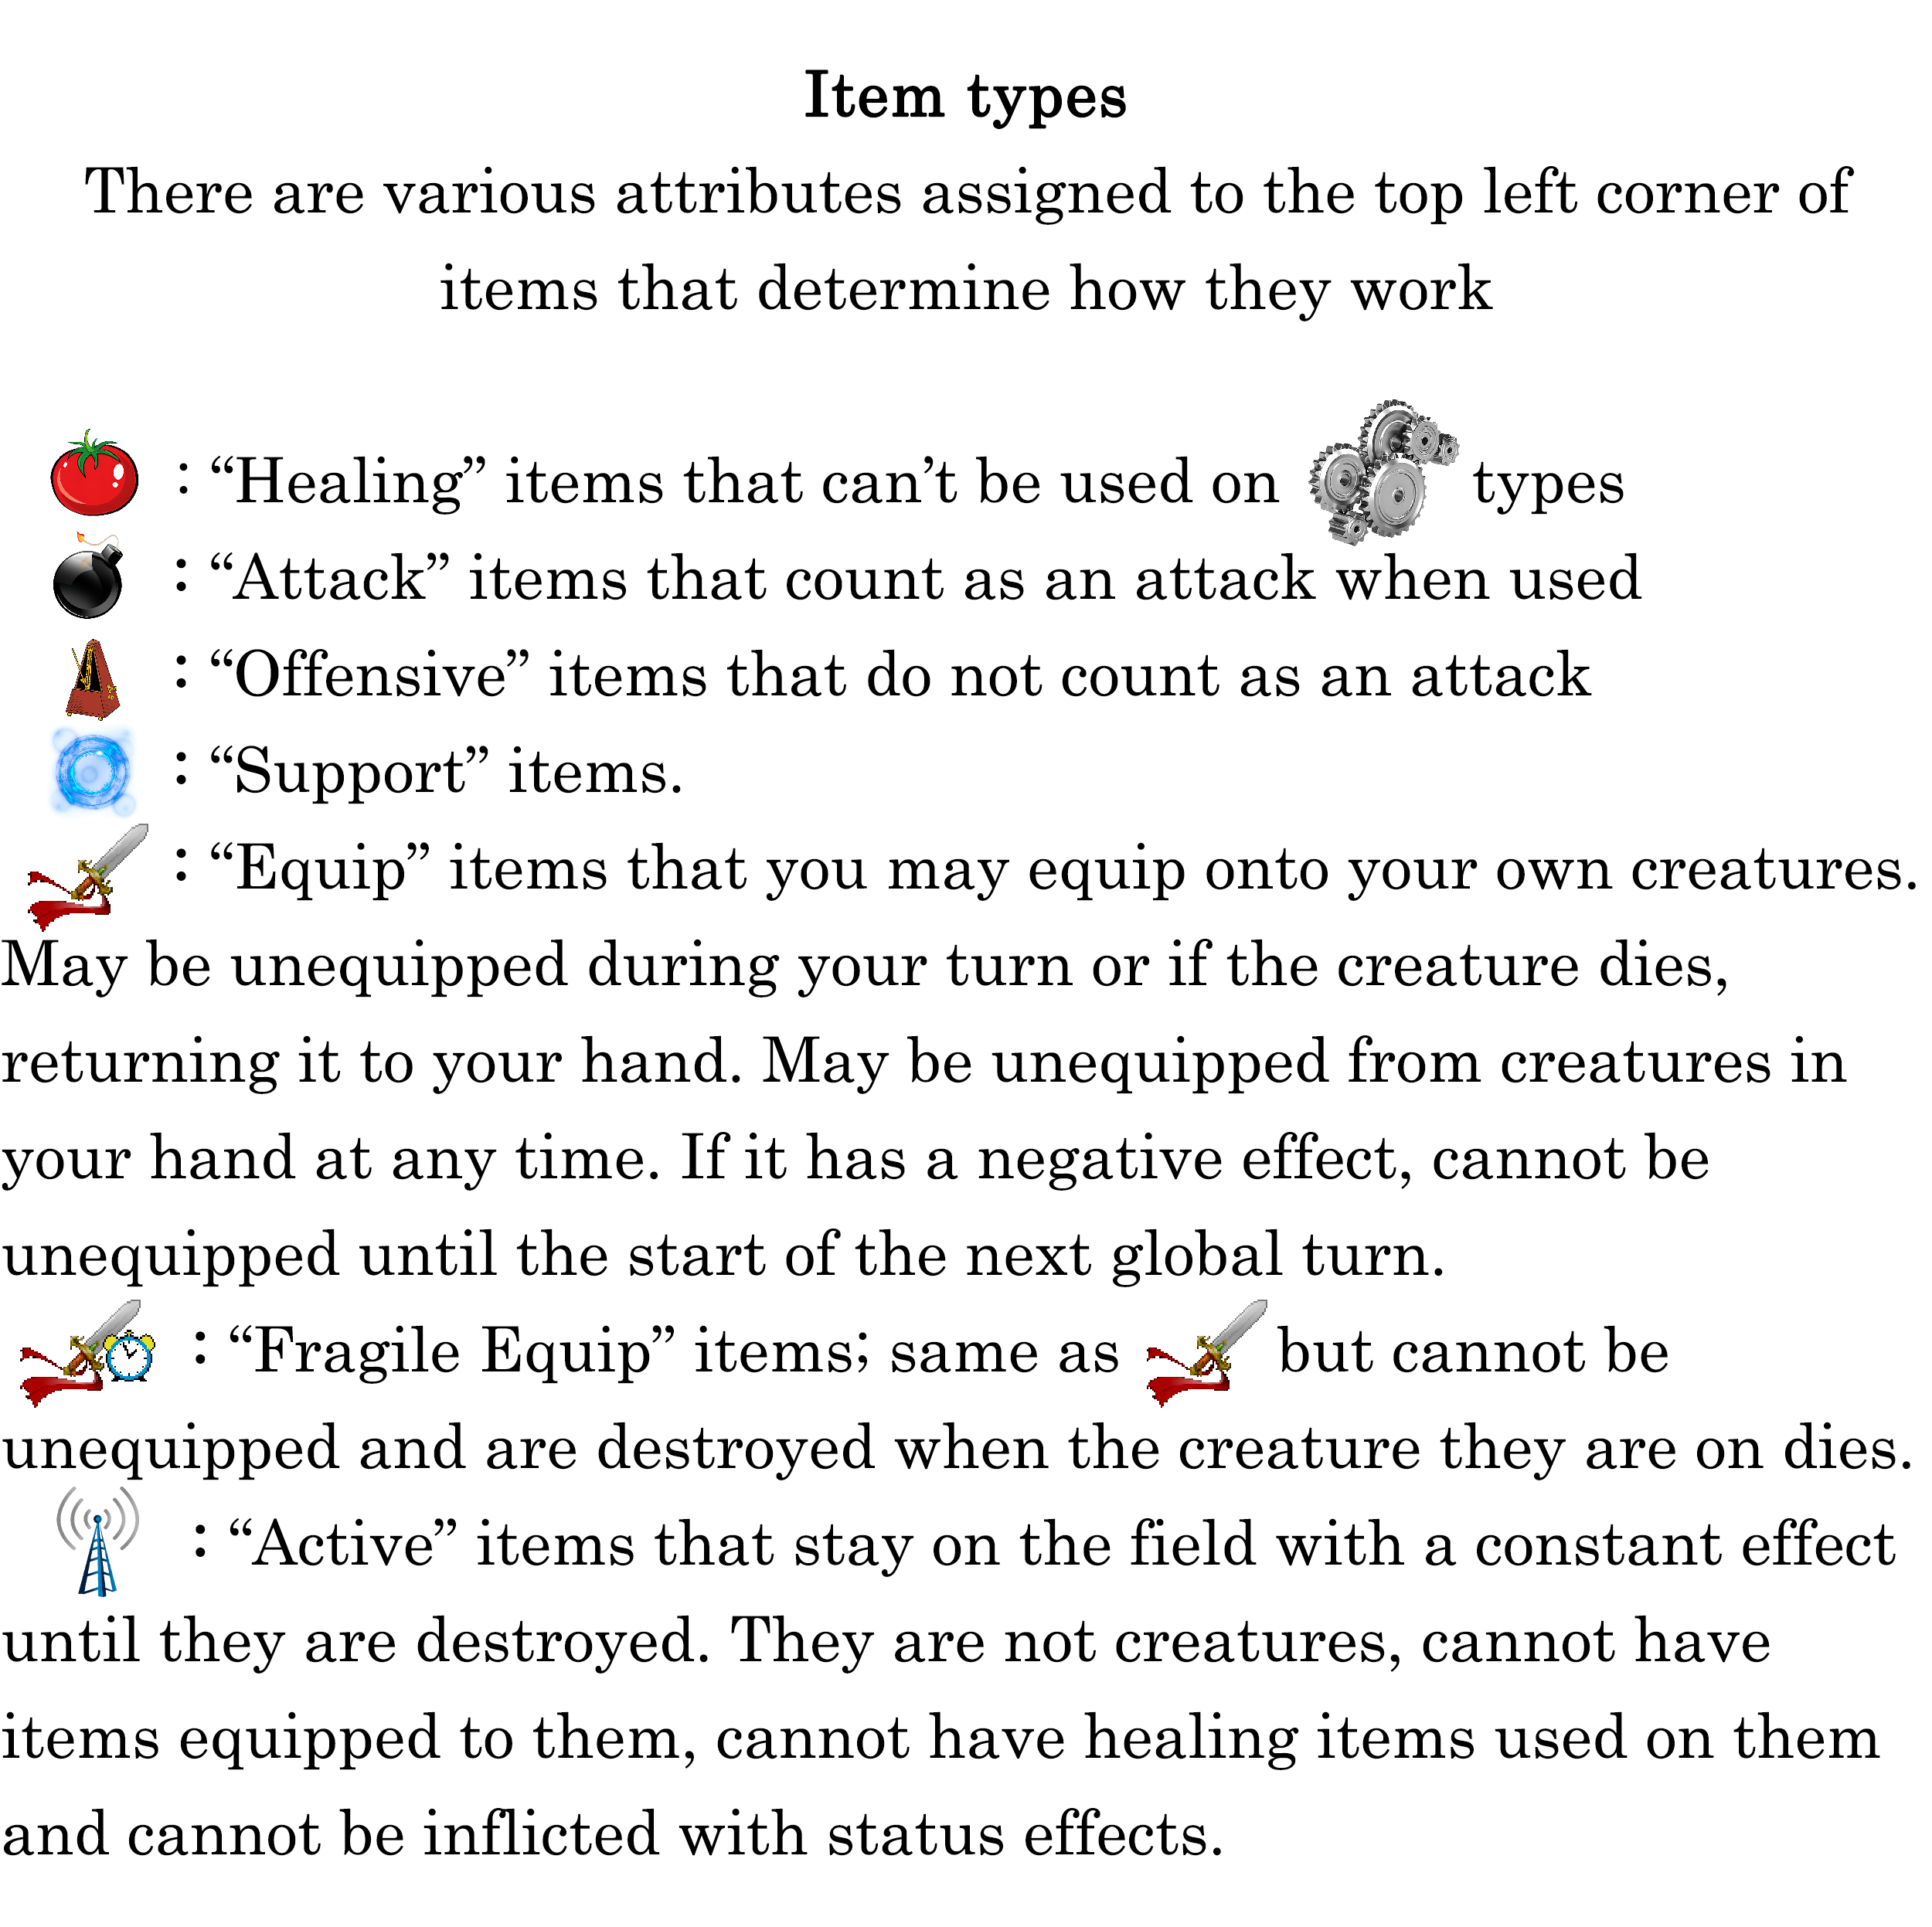 Item types
There are various attributes assigned to the top left corner of
items that determine how they work
: “Healing” items that can’t be used on types
: “Attack” items that count as an attack when used
: “Offensive” items that do not count as an attack
: “Support” items.
: “Equip” items that you may equip onto your own creatures.
May be unequipped during your turn or if the creature dies,
returning it to your hand. May be unequipped from creatures in
your hand at any time. If it has a negative effect, cannot be
unequipped until the start of the next global turn.
: “Fragile Equip” items; same as but cannot be
unequipped and are destroyed when the creature they are on dies.
: “Active” items that stay on the field with a constant effect
until they are destroyed. They are not creatures, cannot have
items equipped to them, cannot have healing items used on them
and cannot be inflicted with status effects.